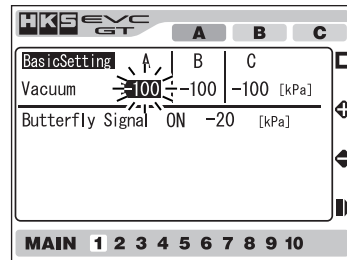 HKS EVC GT
A B C
BasicSetting A B C
Vacuum -100 -100 -100 [kPa]
Butterfly Signal ON -20 [kPa]
MAIN 1 2 3 4 5 6 7 8 9 10